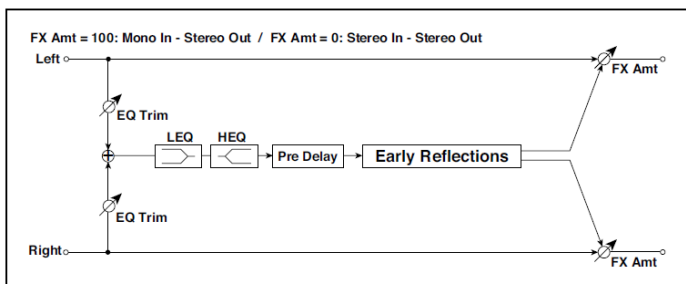 FX Amt = 100: Mono In - Stereo Out / FX Amt = 0: Stereo In - Stereo Out
Left
FX Amt
EQ Trim
LEQ HEQ
Pre Delay Early Reflections
EQ Trim
Right
FX Amt